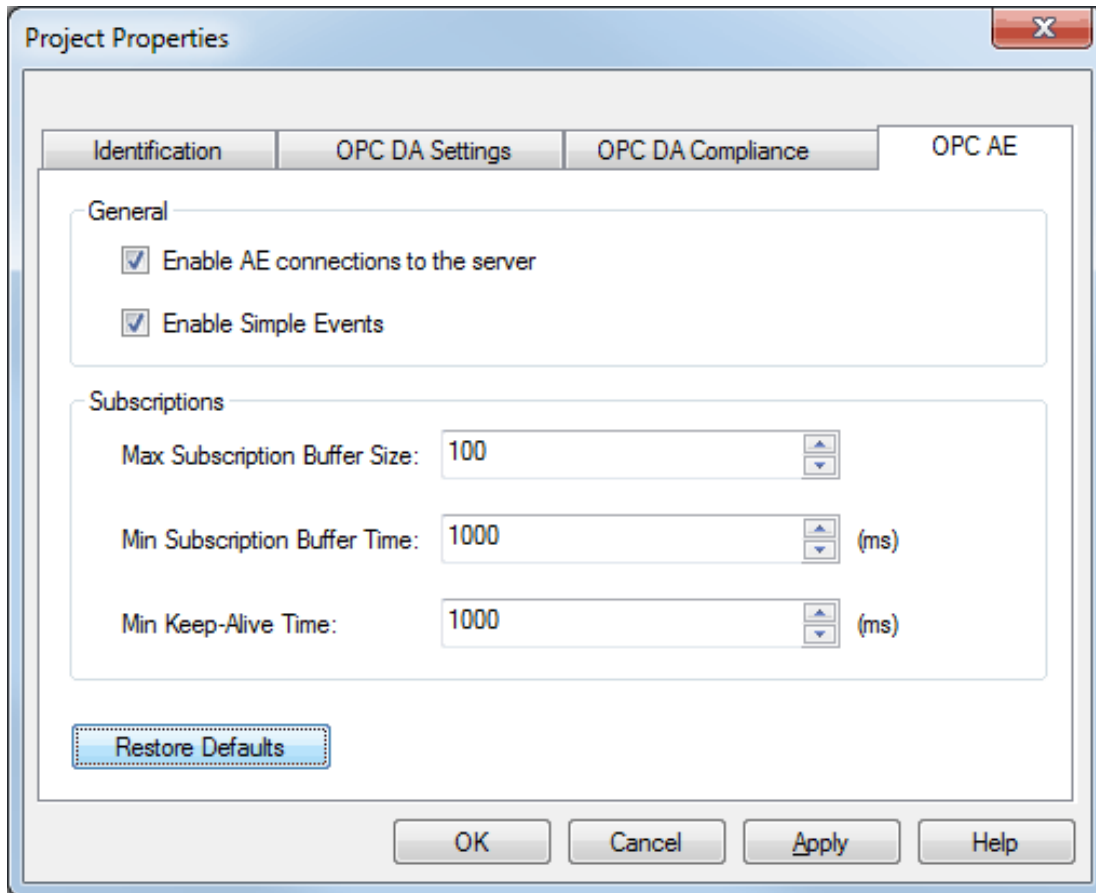 Project Properties
Identification OPC DA Settings OPC DA Compliance OPC AE
General
Enable AE connections to the server
Enable Simple Events
Subscriptions
Max Subscription Buffer Size: 100
Min Subscription Buffer Time: 1000 (ms)
Min Keep-Alive Time: 1000 (ms)
Restore Defaults
OK Cancel Apply Help